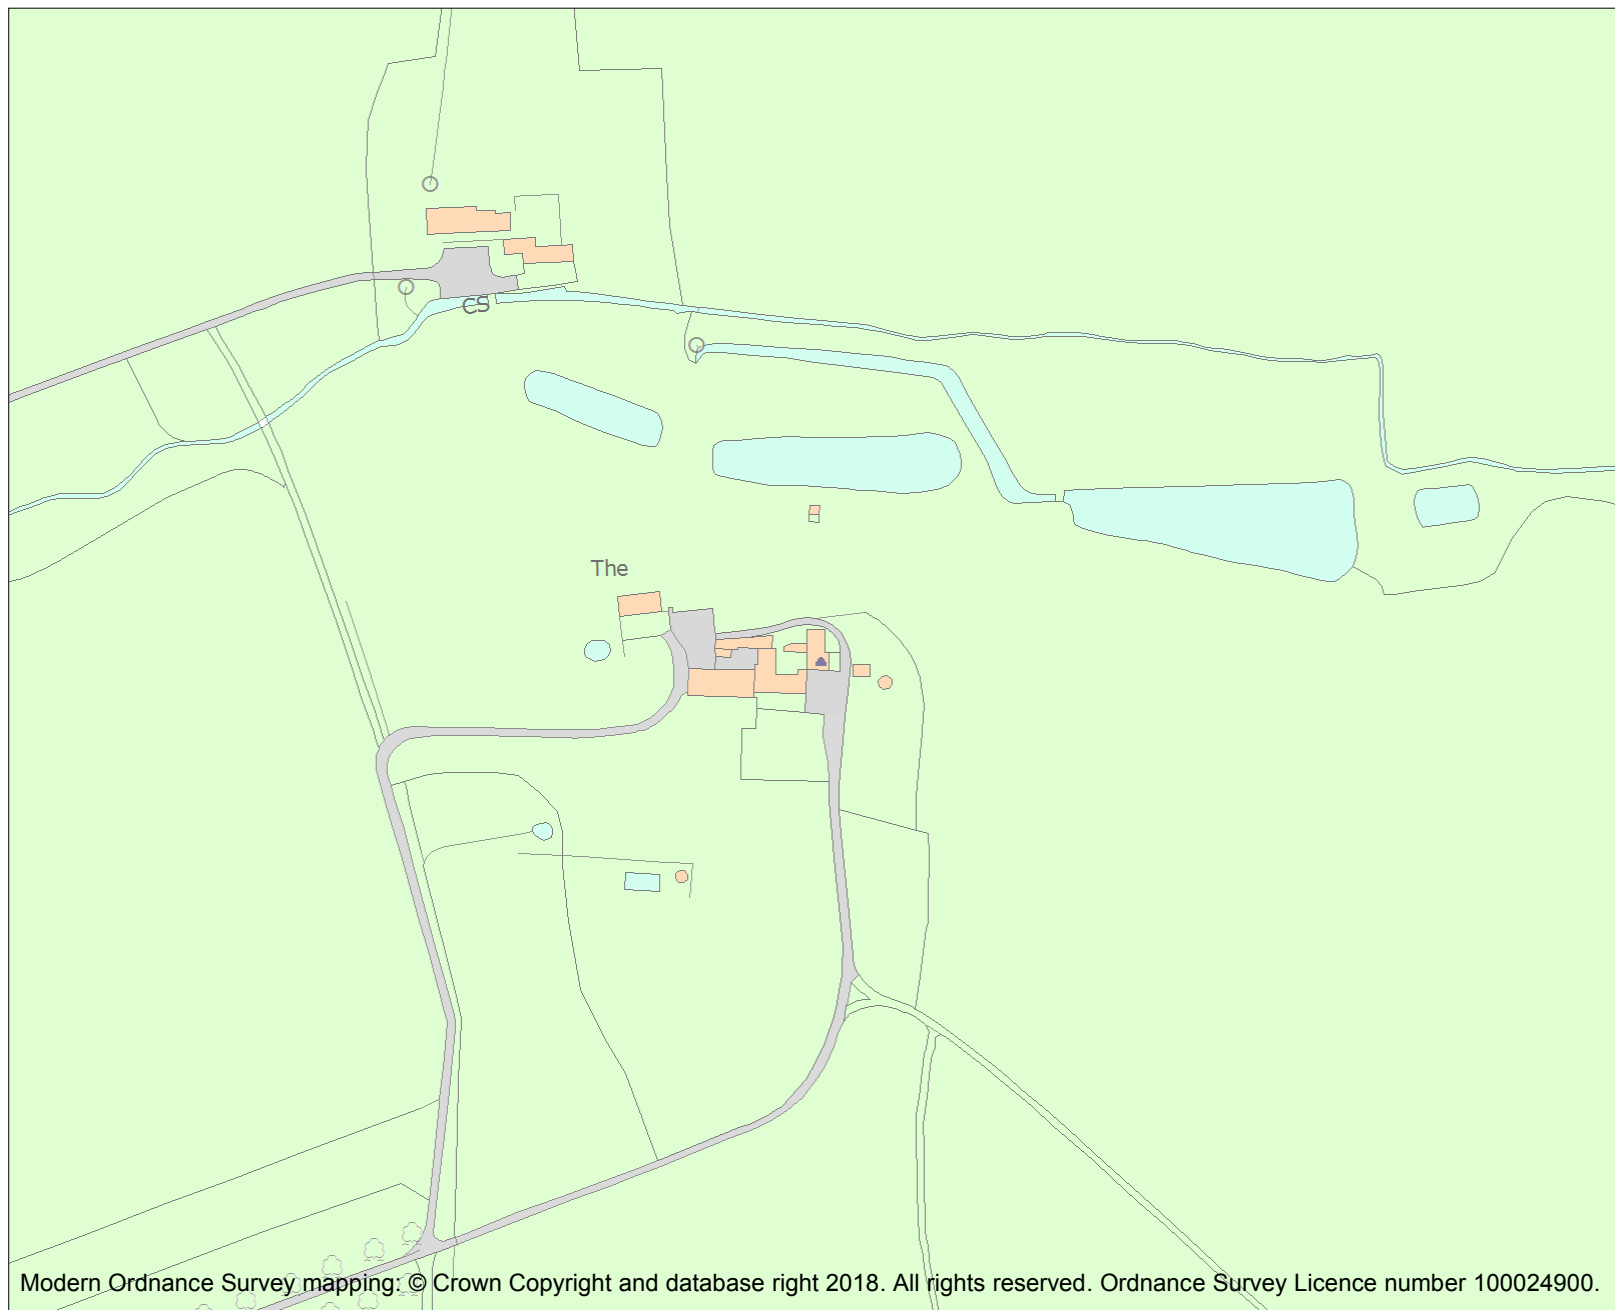 CS
The
Modern Ordnance Survey mapping: © Crown Copyright and database right 2018. All rights reserved. Ordnance Survey Licence number 100024900.